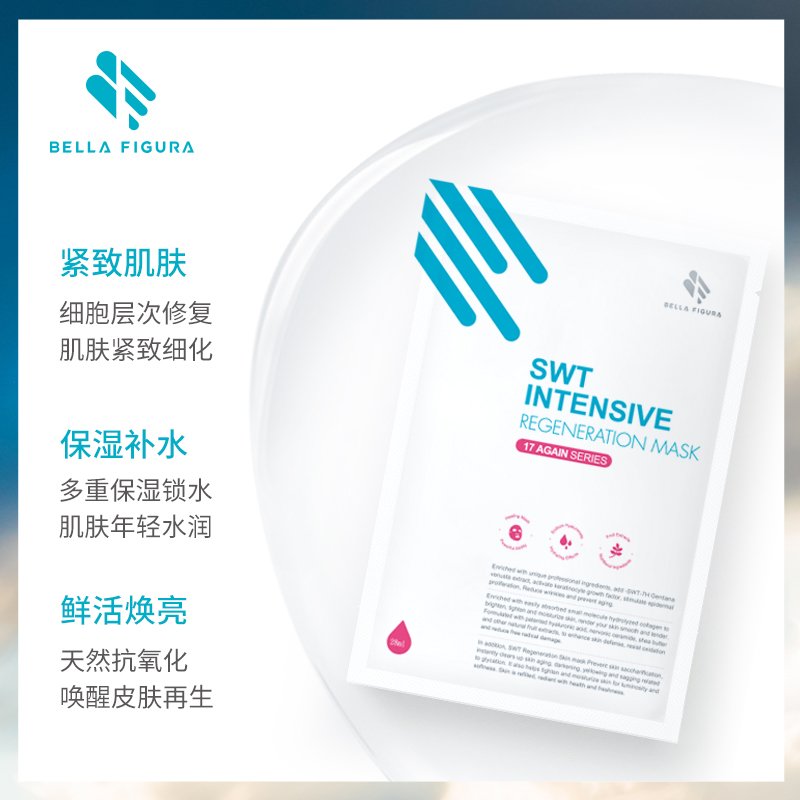 BELLA FIGURA
紧致肌肤
细胞层次修复
肌肤紧致细化
保湿补水
多重保湿锁水
肌肤年轻水润
鲜活焕亮
天然抗氧化
唤醒皮肤再生
BELLA FIGURA
SWT
INTENSIVE
REGENERATION MASK
17 AGAIN SERIES
Enriched with unique professional ingredients, add -SWT-7H Gentiana
venusta extract, activate keratinocyte growth factor, stimulate epidermal
proliferation, Reduce wrinkles and prevent aging.
Enriched with easily absorbed small molecule hydrolyzed collagen to
brighten, tighten and moisturize skin, render your skin smooth and tender.
Formulated with patented hyaluronic acid, nervonic ceramide, shea butter
and other natural fruit extracts, to enhance skin defense, resist oxidation
and reduce free radical damage.
In addition, SWT Regeneration Skin mask Prevent skin saccharification,
instantly clears up skin aging, darkening, yellowing and sagging related
to glycation. It also helps tighten and moisturize skin for luminosity and
softness. Skin is refilled, radiant with health and freshness.